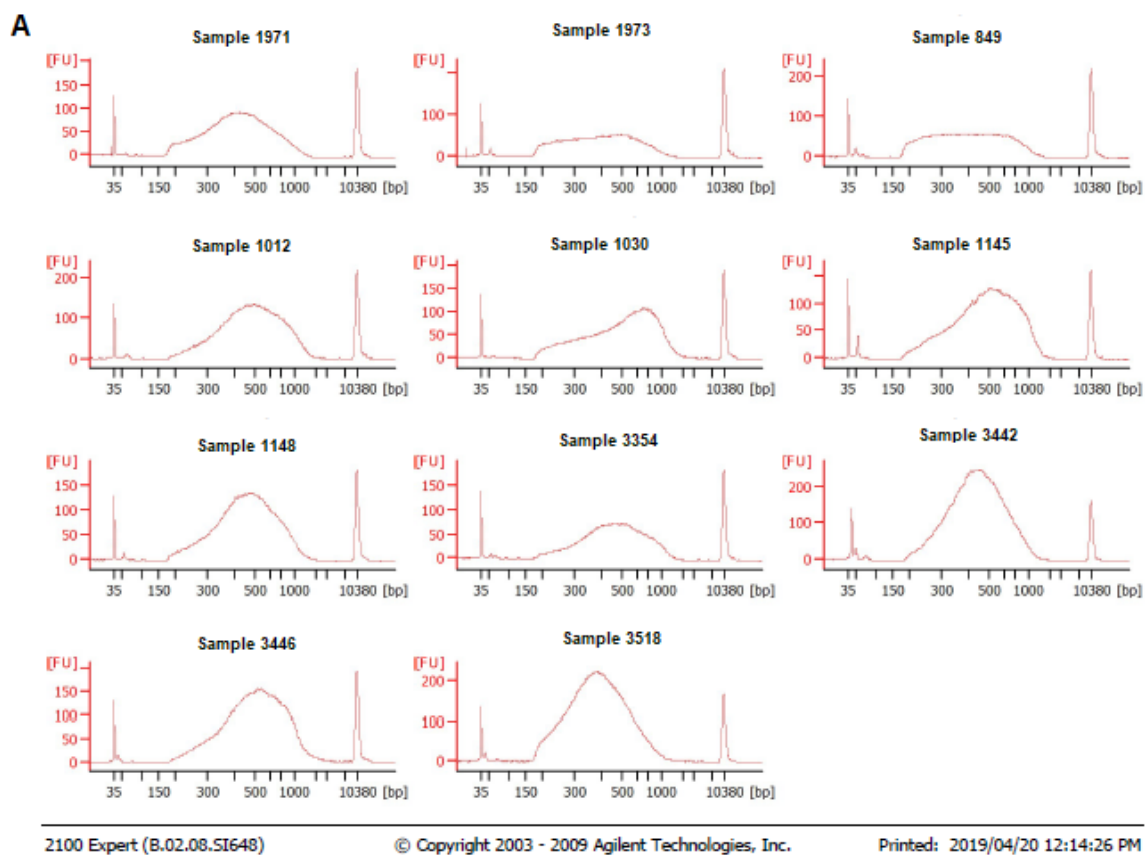 A
Sample 1971
Sample 1973
Sample 849
[FU]
150
100
50
0
35 150 300 500 1000 10380 [bp]
[FU]
100
0
35 150 300 500 1000 10380 [bp]
[FU]
200
100
0
35 150 300 500 1000 10380 [bp]
Sample 1012
Sample 1030
Sample 1145
[FU]
200
100
0
35 150 300 500 1000 10380 [bp]
[FU]
150
100
50
0
35 150 300 500 1000 10380 [bp]
[FU]
100
50
0
35 150 300 500 1000 10380 [bp]
Sample 1148
Sample 3354
Sample 3442
[FU]
150
100
50
0
35 150 300 500 1000 10380 [bp]
[FU]
150
100
50
0
35 150 300 500 1000 10380 [bp]
[FU]
200
100
0
35 150 300 500 1000 10380 [bp]
Sample 3446
Sample 3518
[FU]
150
100
50
0
35 150 300 500 1000 10380 [bp]
[FU]
200
100
0
35 150 300 500 1000 10380 [bp]
2100 Expert (B.02.08.SI648) © Copyright 2003 - 2009 Agilent Technologies, Inc. Printed: 2019/04/20 12:14:26 PM